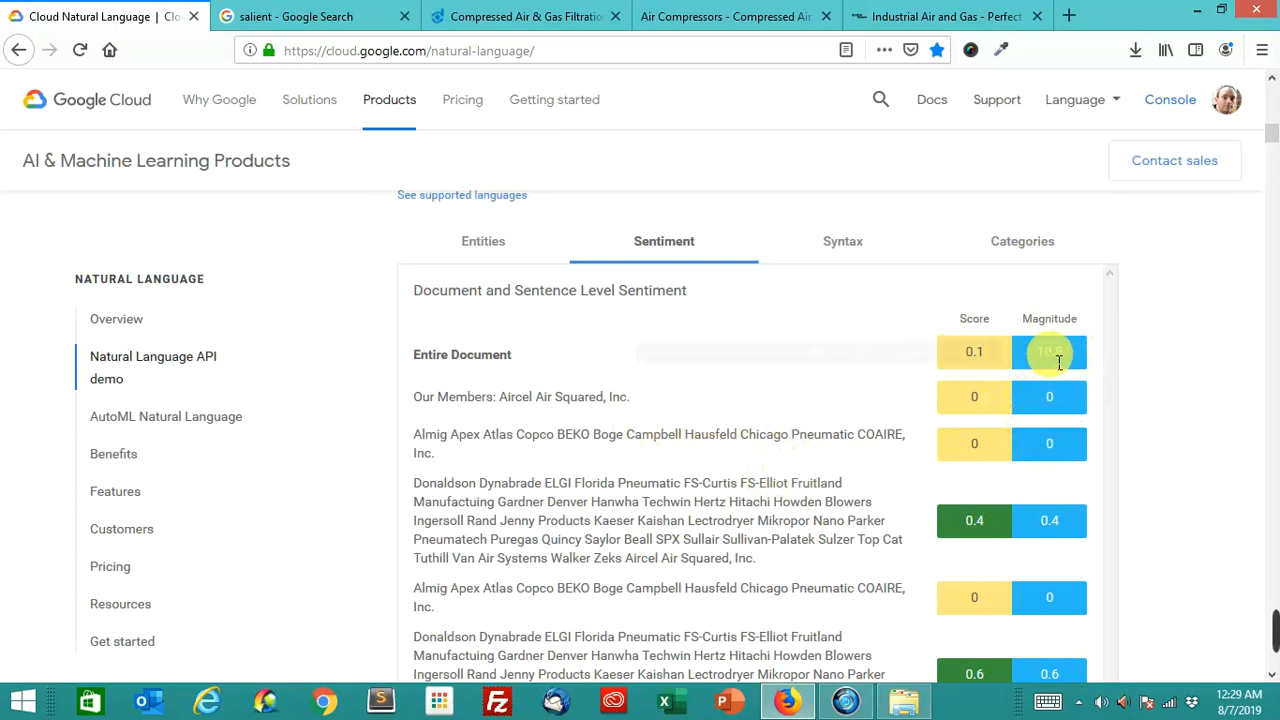 Cloud Natural Language | Clo
salient - Google Search
Compressed Air & Gas Filtratio
Air Compressors - Compressed Air
Industrial Air and Gas - Perfect
https://cloud.google.com/natural-language/
Google Cloud
Why Google
Solutions
Products
Pricing
Getting started
Docs
Support
Language
Console
AI & Machine Learning Products
Contact sales
See supported languages
Entities
Sentiment
Syntax
Categories
NATURAL LANGUAGE
Overview
Natural Language API
demo
AutoML Natural Language
Benefits
Features
Customers
Pricing
Resources
Get started
Document and Sentence Level Sentiment
Score
Magnitude
Entire Document
0.1
Our Members: Aircel Air Squared, Inc.
0
0
Almig Apex Atlas Copco BEKO Boge Campbell Hausfeld Chicago Pneumatic COAIRE,
Inc.
0
0
Donaldson Dynabrade ELGI Florida Pneumatic FS-Curtis FS-Elliot Fruitland
Manufactuing Gardner Denver Hanwha Techwin Hertz Hitachi Howden Blowers
Ingersoll Rand Jenny Products Kaeser Kaishan Lectrodryer Mikropor Nano Parker
Pneumatech Puregas Quincy Saylor Beall SPX Sullair Sullivan-Palatek Sulzer Top Cat
Tuthill Van Air Systems Walker Zeks Aircel Air Squared, Inc.
0.4
0.4
Almig Apex Atlas Copco BEKO Boge Campbell Hausfeld Chicago Pneumatic COAIRE,
Inc.
0
0
Donaldson Dynabrade ELGI Florida Pneumatic FS-Curtis FS-Elliot Fruitland
Manufactuing Gardner Denver Hanwha Techwin Hertz Hitachi Howden Blowers
Ingersoll Rand Jenny Products Kaeser Kaishan Lectrodryer Mikropor Nano Parker
0.6
0.6
12:29 AM
8/7/2019